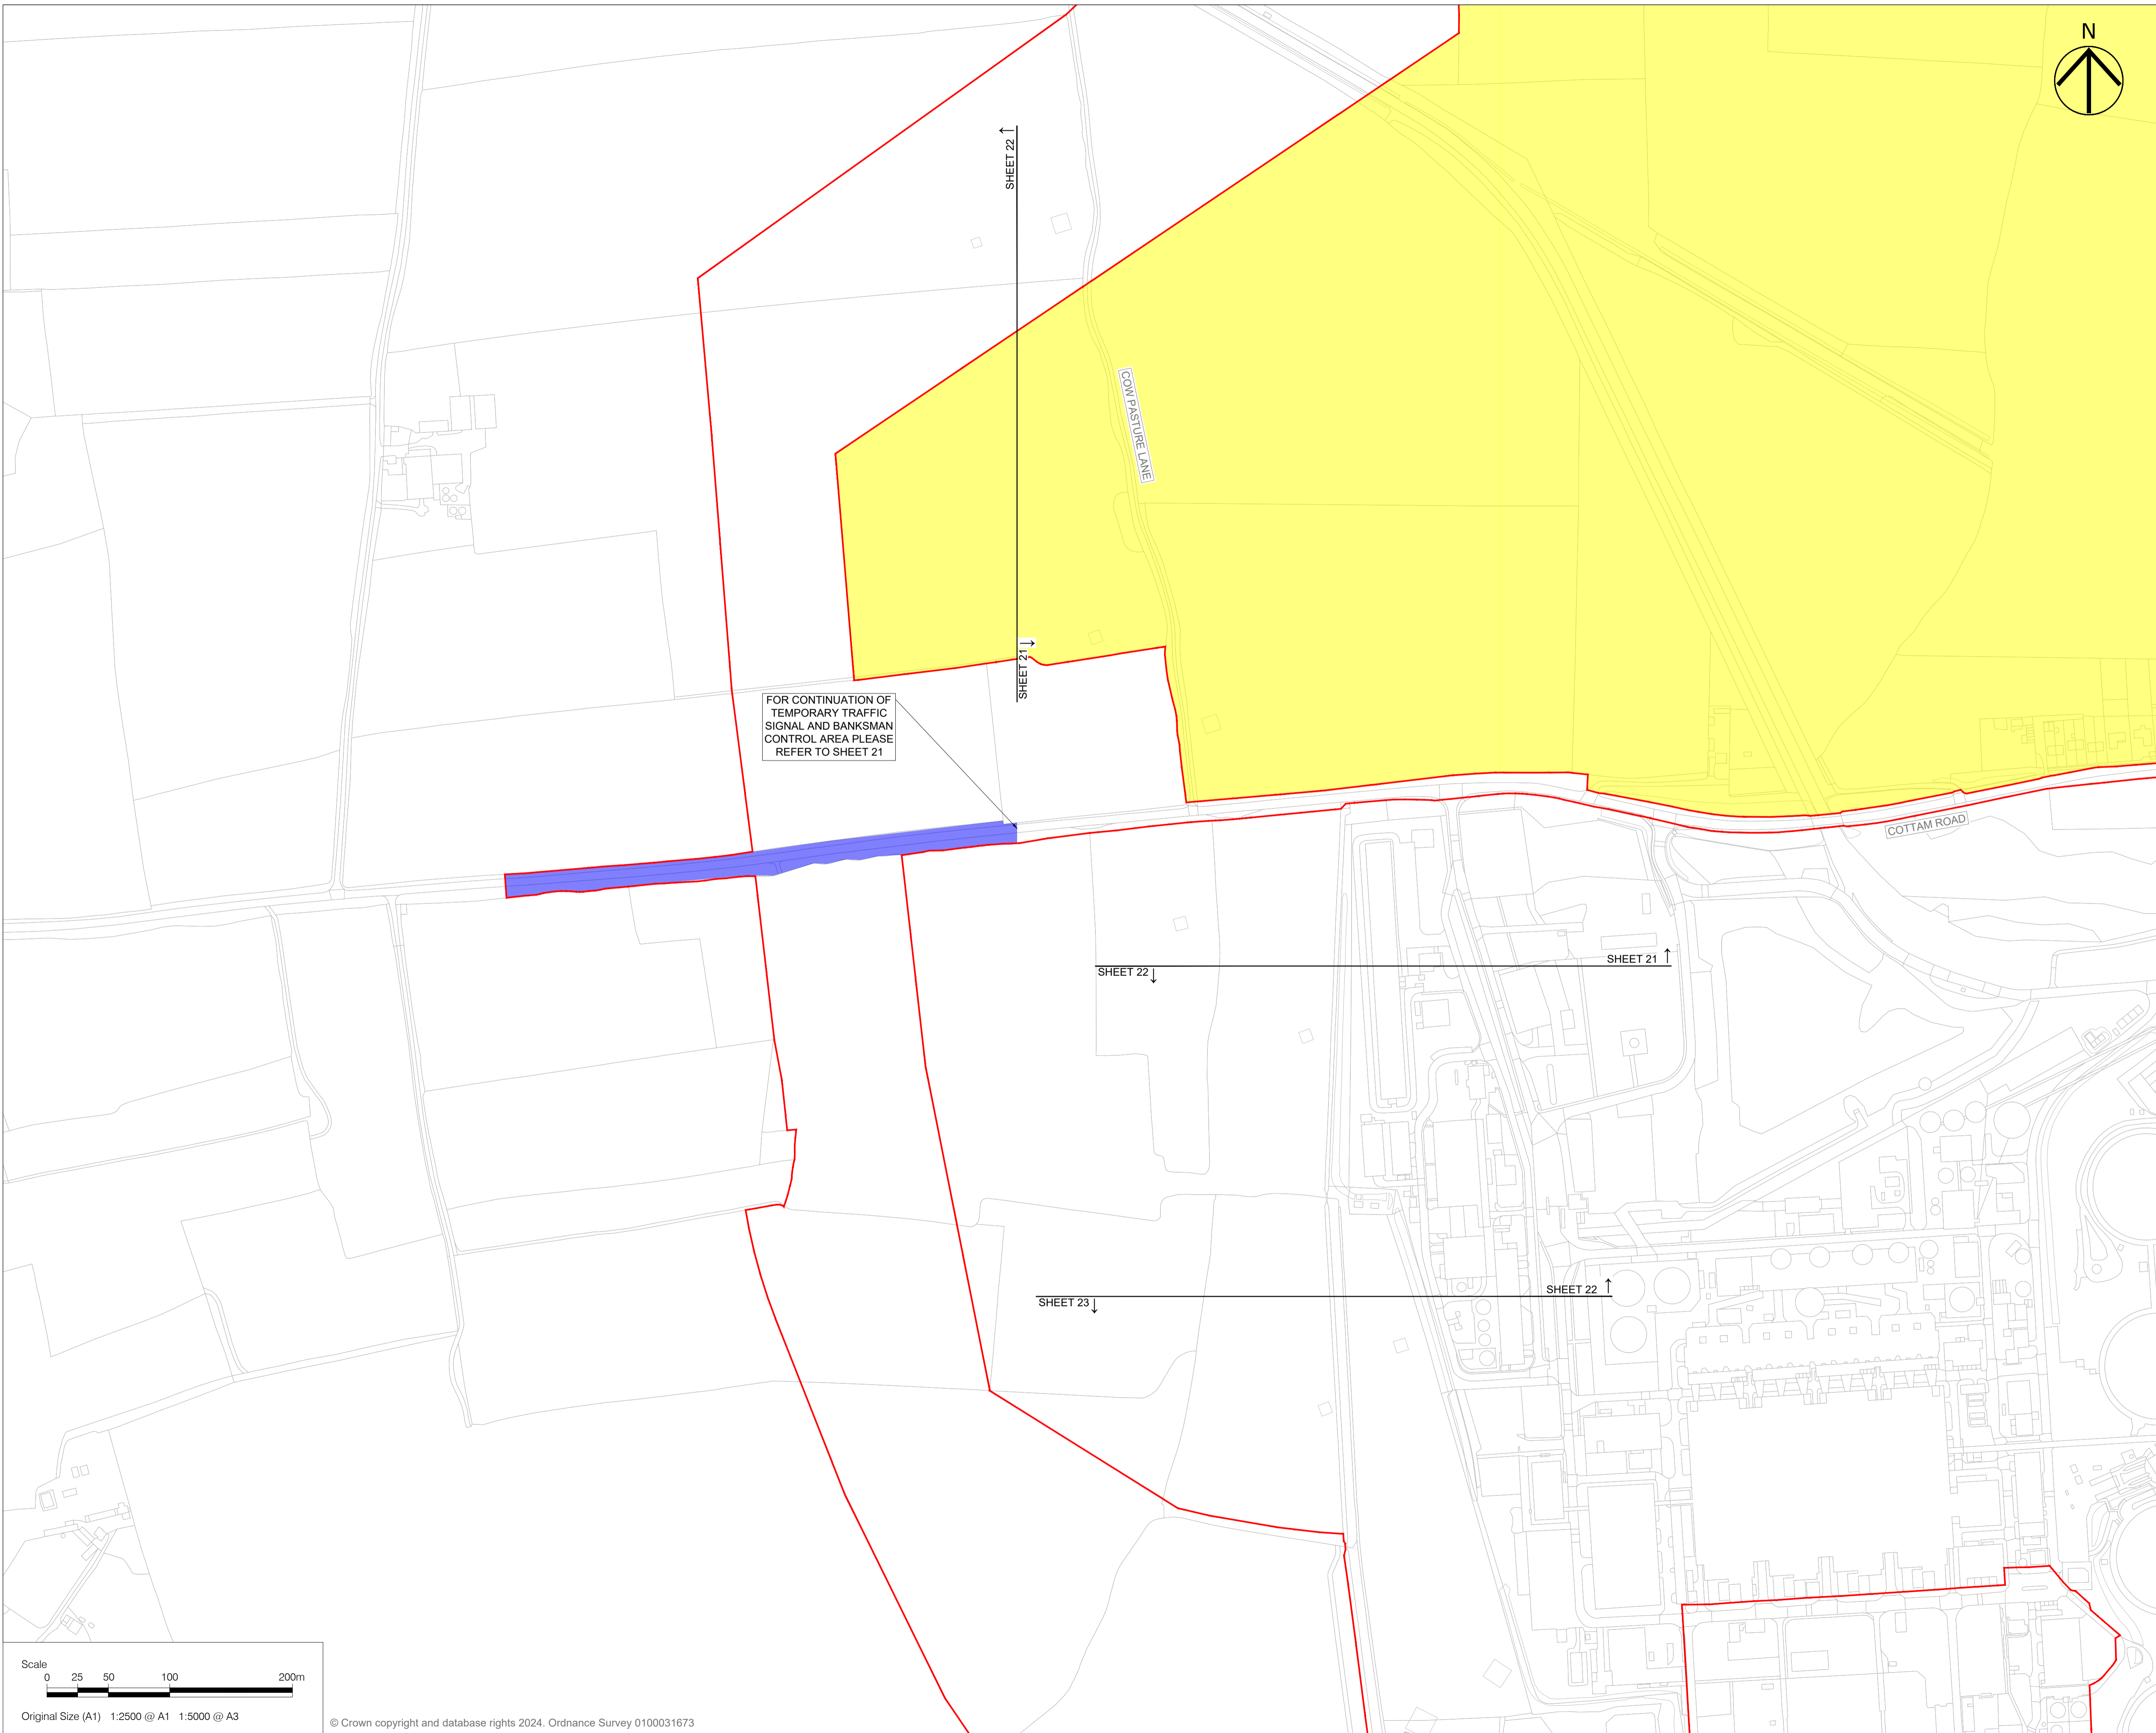 N
SHEET 22
COW PASTURE LANE
SHEET 21
FOR CONTINUATION OF
TEMPORARY TRAFFIC
SIGNAL AND BANKSMAN
CONTROL AREA PLEASE
REFER TO SHEET 21
COTTAM ROAD
SHEET 21
SHEET 22
SHEET 22
SHEET 23
Scale
0 25 50 100 200m
Original Size (A1) 1:2500 @ A1 1:5000 @ A3
© Crown copyright and database rights 2024. Ordnance Survey 0100031673